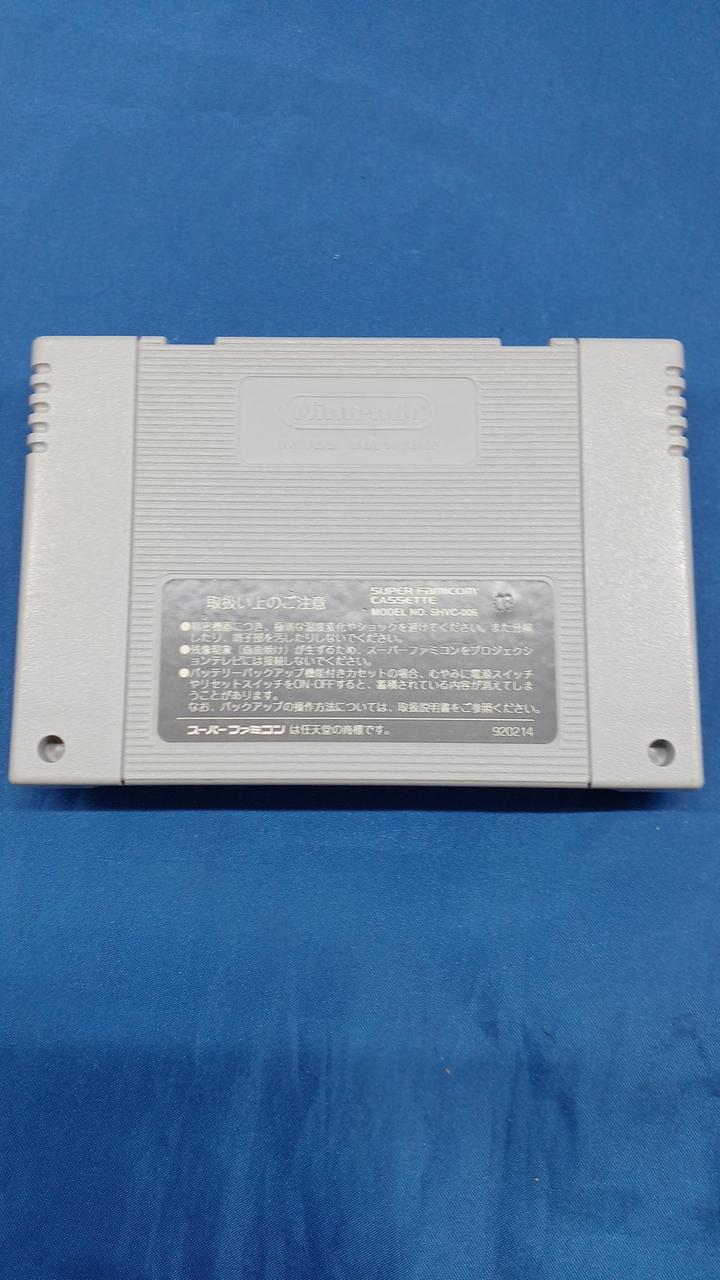 Nintendo
取扱い上のご注意
SUPER FAMICOM
CASSETTE
MODEL NO. SHVC-006
●精密機器につき、極端な温度変化やショックを避けてください。また分解
したり、端子部を汚したりしないでください。
●残像現象（画面焼け）が生ずるため、スーパーファミコンをプロジェクシ
ョンテレビには接続しないでください。
●バッテリーバックアップ機能付きカセットの場合、むやみに電源スイッチ
やリセットスイッチをON-OFFすると、蓄積されている内容が消えてしま
うことがあります。
なお、バックアップの操作方法については、取扱説明書をご参照ください。
スーパーファミコンは任天堂の商標です。
920214